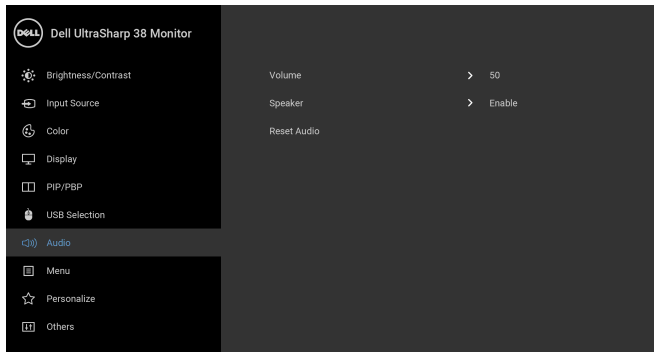 DELL Dell UltraSharp 38 Monitor
Brightness/Contrast
Input Source
Color
Display
PIP/PBP
USB Selection
Audio
Menu
Personalize
Others
Volume > 50
Speaker > Enable
Reset Audio